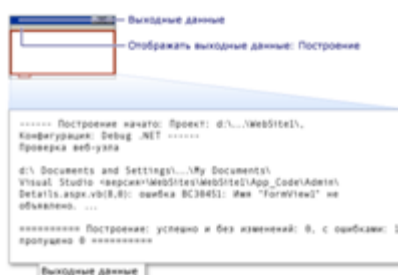 Выходные данные
Отображать выходные данные: Построение
------ Построение начато: Проект: d:\...\WebSite1\,
Конфигурация: Debug .NET ------
Проверка веб-узла
d:\ Documents and Settings\...\My Documents\
Visual Studio <версия>\WebSites\WebSite1\App_Code\Admin\
Details.aspx.vb(8,0): ошибка BC30451: Имя "FormView1" не
объявлено. ...
========== Построение: успешно и без изменений: 0, с ошибками: 1
пропущено 0 ==========
Выходные данные